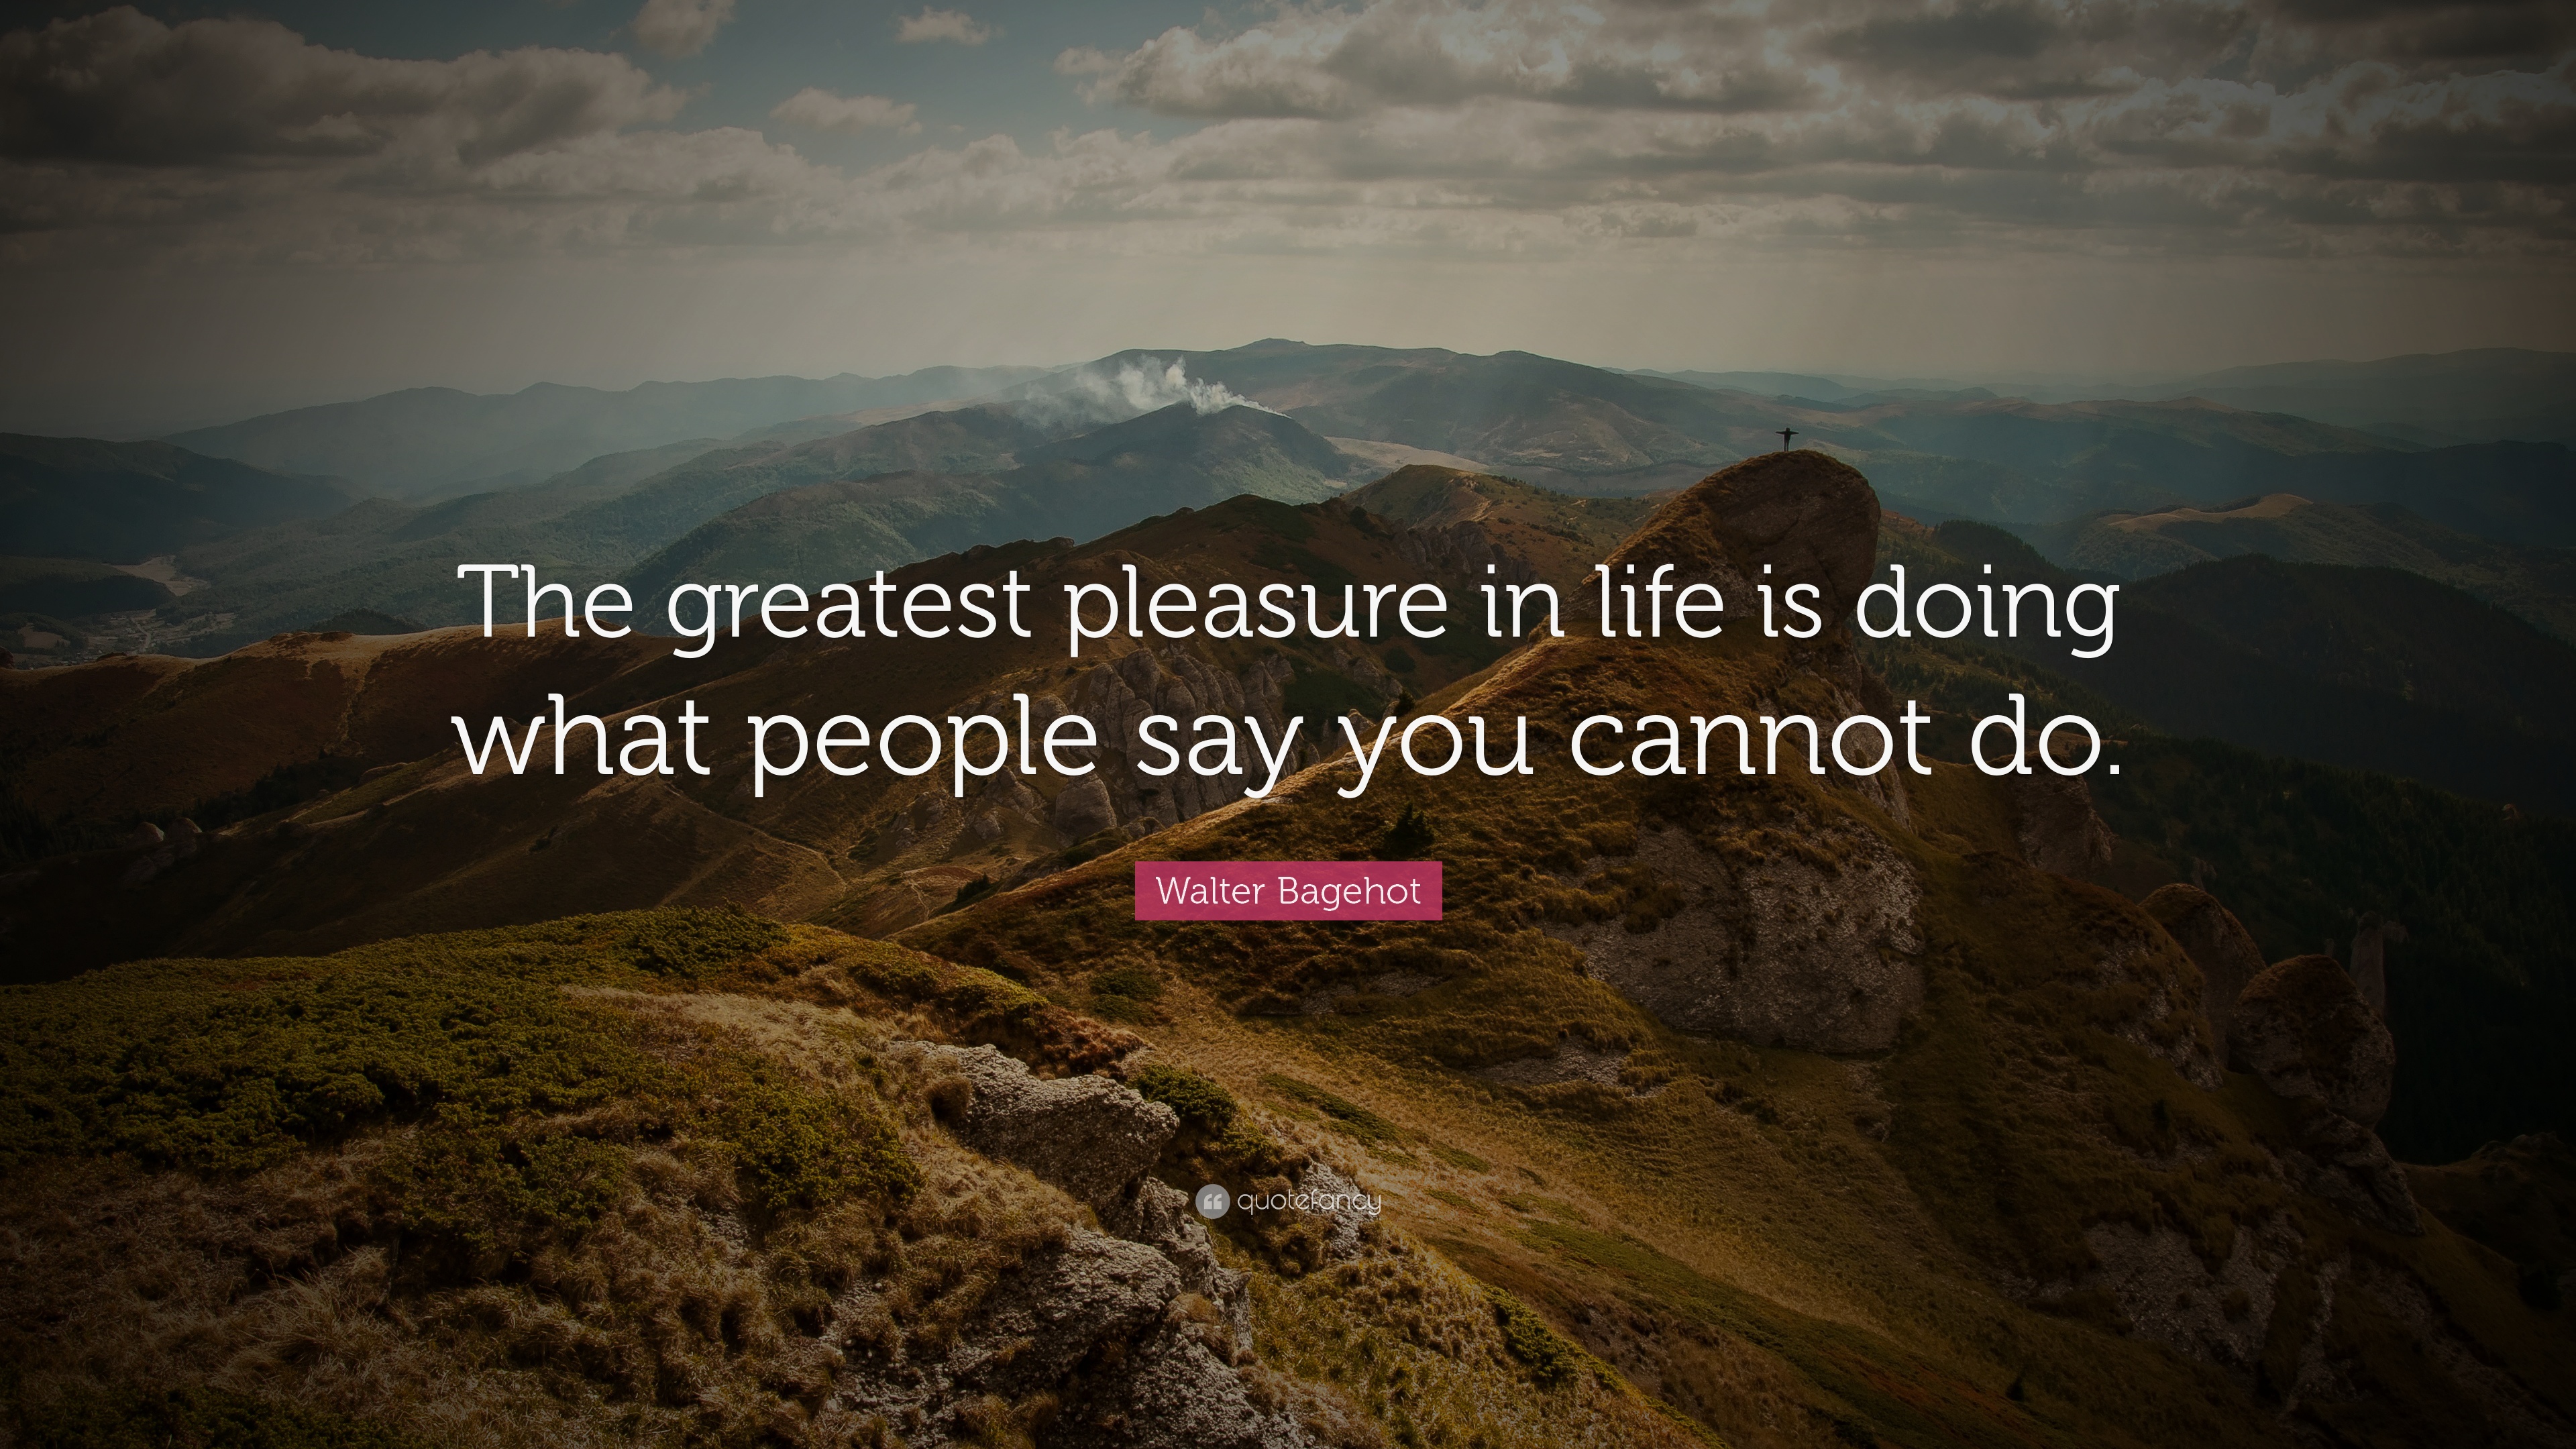 The greatest pleasure in life is doing
what people say you cannot do.
Walter Bagehot
quotefancy